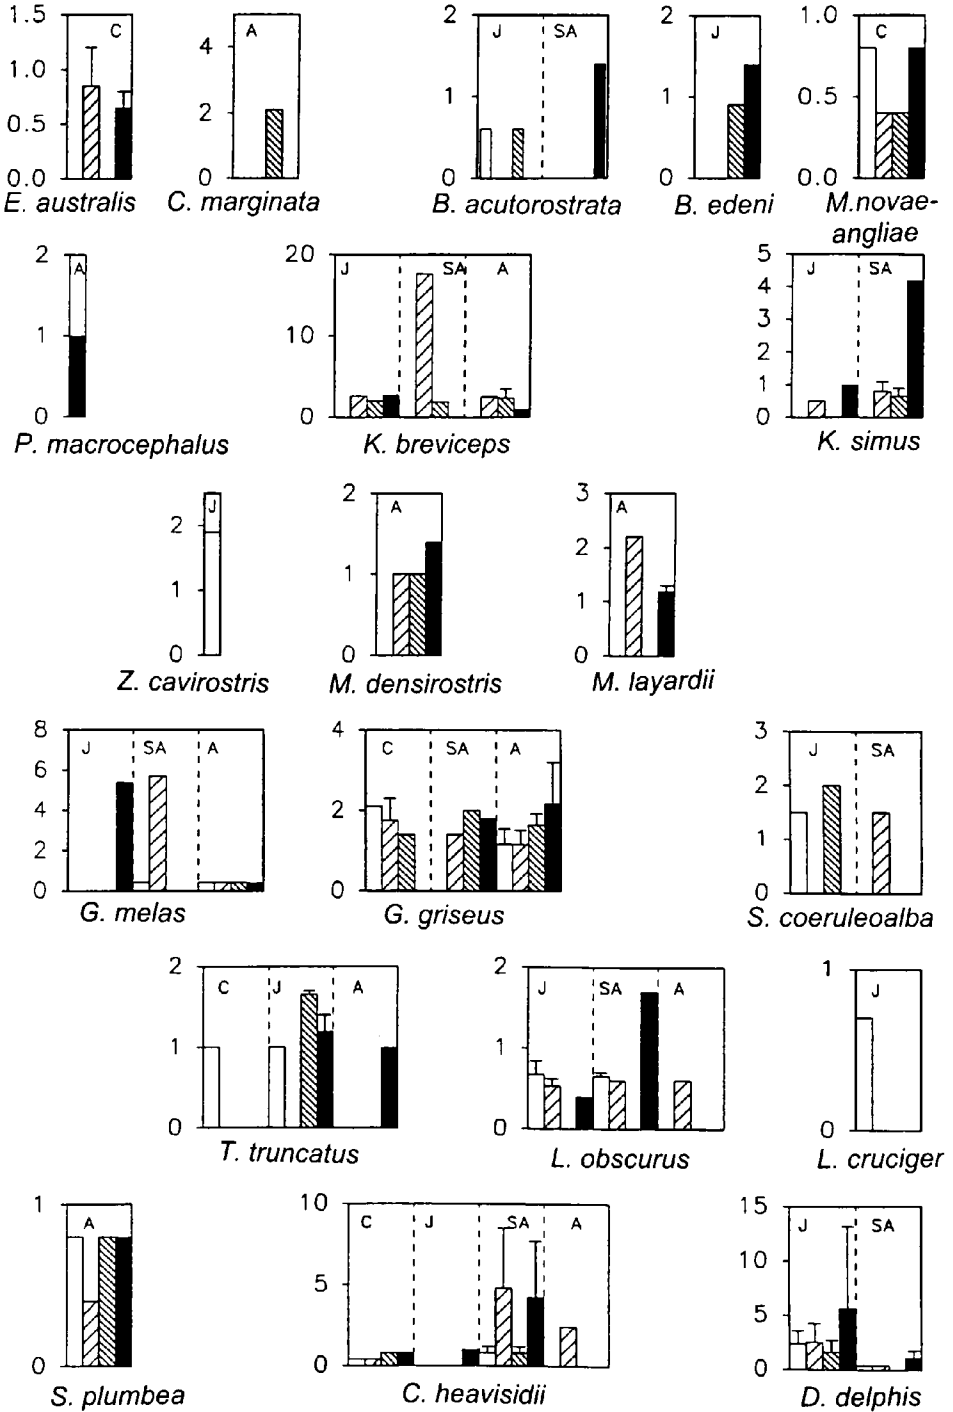 1.5
1.0
0.5
0.0
C
E. australis
4
2
0
A
C. marginata
2
1
0
J SA
B. acutorostrata
2
1
0
J
B. edeni
1.0
0.5
0.0
C
M.novae-
angliae
2
1
0
A
P. macrocephalus
20
10
0
J SA A
K. breviceps
5
4
3
2
1
0
J SA
K. simus
2
1
0
J
Z. cavirostris
2
1
0
A
M. densirostris
3
2
1
0
A
M. layardii
8
6
4
2
0
J SA A
G. melas
4
2
0
C SA A
G. griseus
3
2
1
0
J SA
S. coeruleoalba
2
1
0
C J A
T. truncatus
2
1
0
J SA A
L. obscurus
1
0
J
L. cruciger
1
0
A
S. plumbea
10
5
0
C J SA A
C. heavisidii
15
10
5
0
J SA
D. delphis